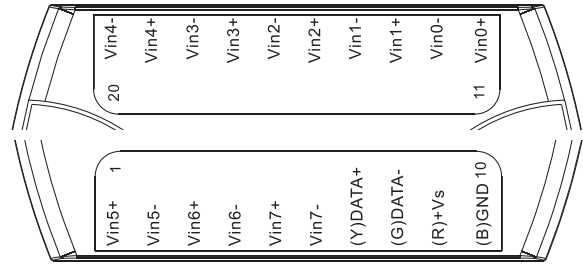 Vin4- Vin4+ Vin3- Vin3+ Vin2- Vin2+ Vin1- Vin1+ Vin0- Vin0+
20 11
1 10
Vin5+ Vin5- Vin6+ Vin6- Vin7+ Vin7- (Y)DATA+ (G)DATA- (R)+Vs (B)GND